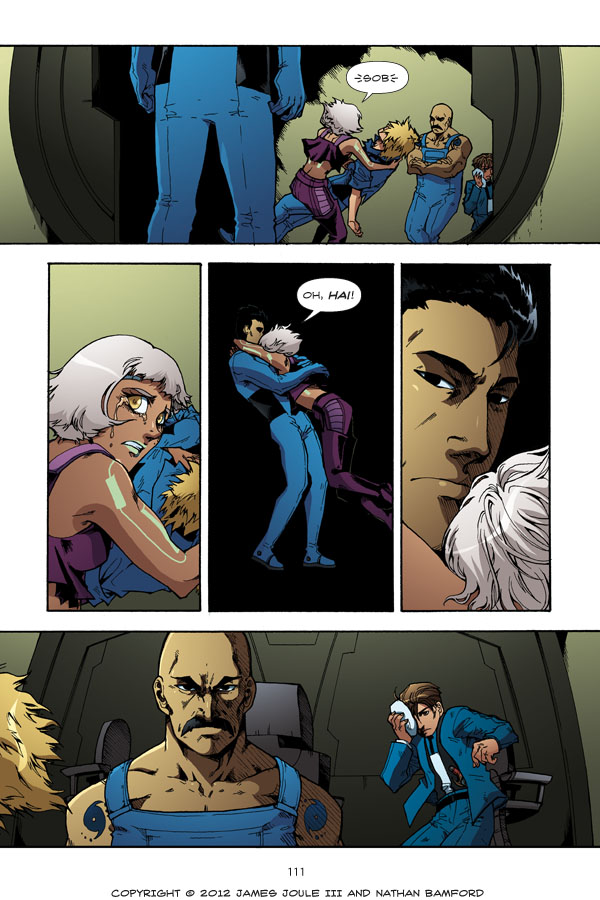 SOB
OH, HAI!
111
COPYRIGHT © 2012 JAMES JOULE III AND NATHAN BAMFORD